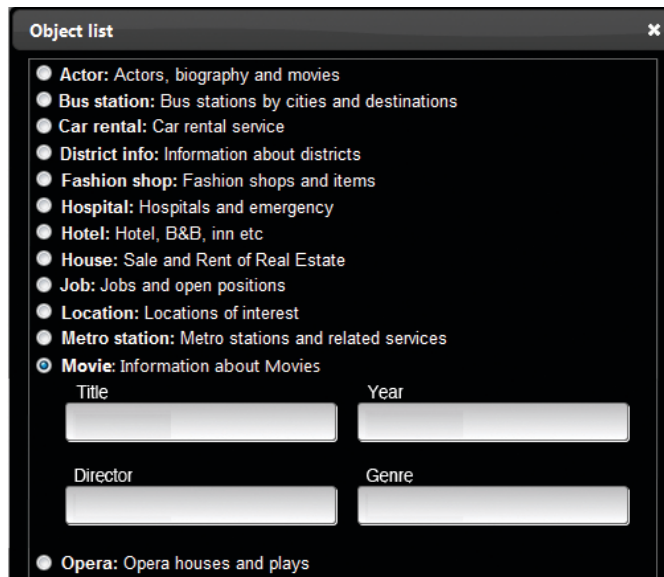 Object list
Actor: Actors, biography and movies
Bus station: Bus stations by cities and destinations
Car rental: Car rental service
District info: Information about districts
Fashion shop: Fashion shops and items
Hospital: Hospitals and emergency
Hotel: Hotel, B&B, inn etc
House: Sale and Rent of Real Estate
Job: Jobs and open positions
Location: Locations of interest
Metro station: Metro stations and related services
Movie: Information about Movies
Title Year
Director Genre
Opera: Opera houses and plays